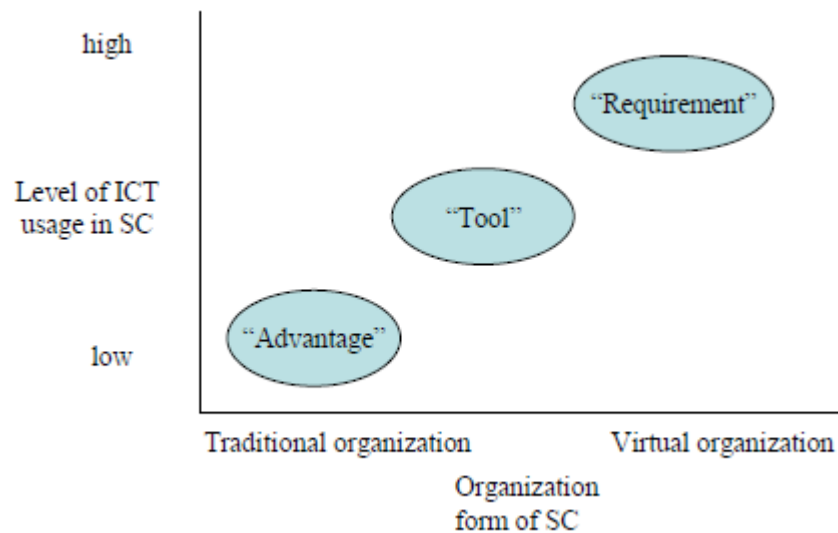 high
“Requirement”
Level of ICT
usage in SC
“Tool”
“Advantage”
low
Traditional organization
Virtual organization
Organization
form of SC